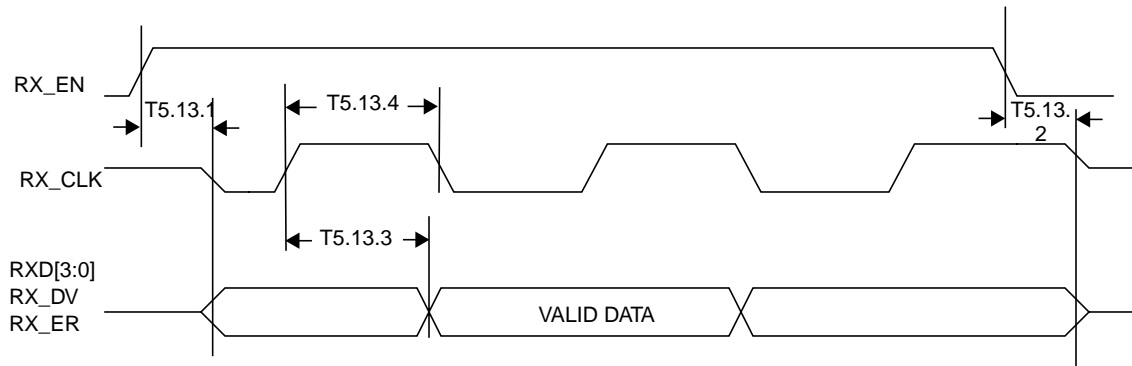 RX_EN
T5.13.1
T5.13.4
T5.13.
2
RX_CLK
T5.13.3
RXD[3:0]
RX_DV
RX_ER
VALID DATA